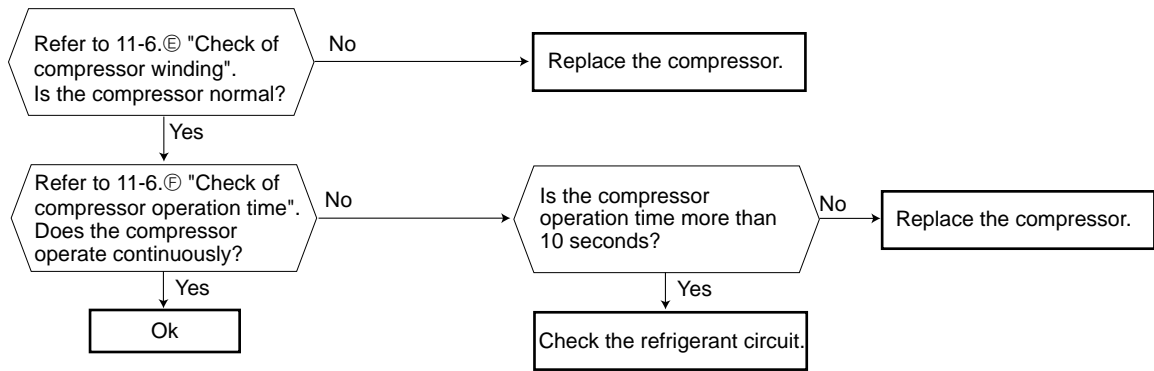 Refer to 11-6.Ⓔ "Check of
compressor winding".
Is the compressor normal?
No
Replace the compressor.
Yes
Refer to 11-6.Ⓕ "Check of
compressor operation time".
Does the compressor
operate continuously?
No
Is the compressor
operation time more than
10 seconds?
No
Replace the compressor.
Yes
Ok
Yes
Check the refrigerant circuit.